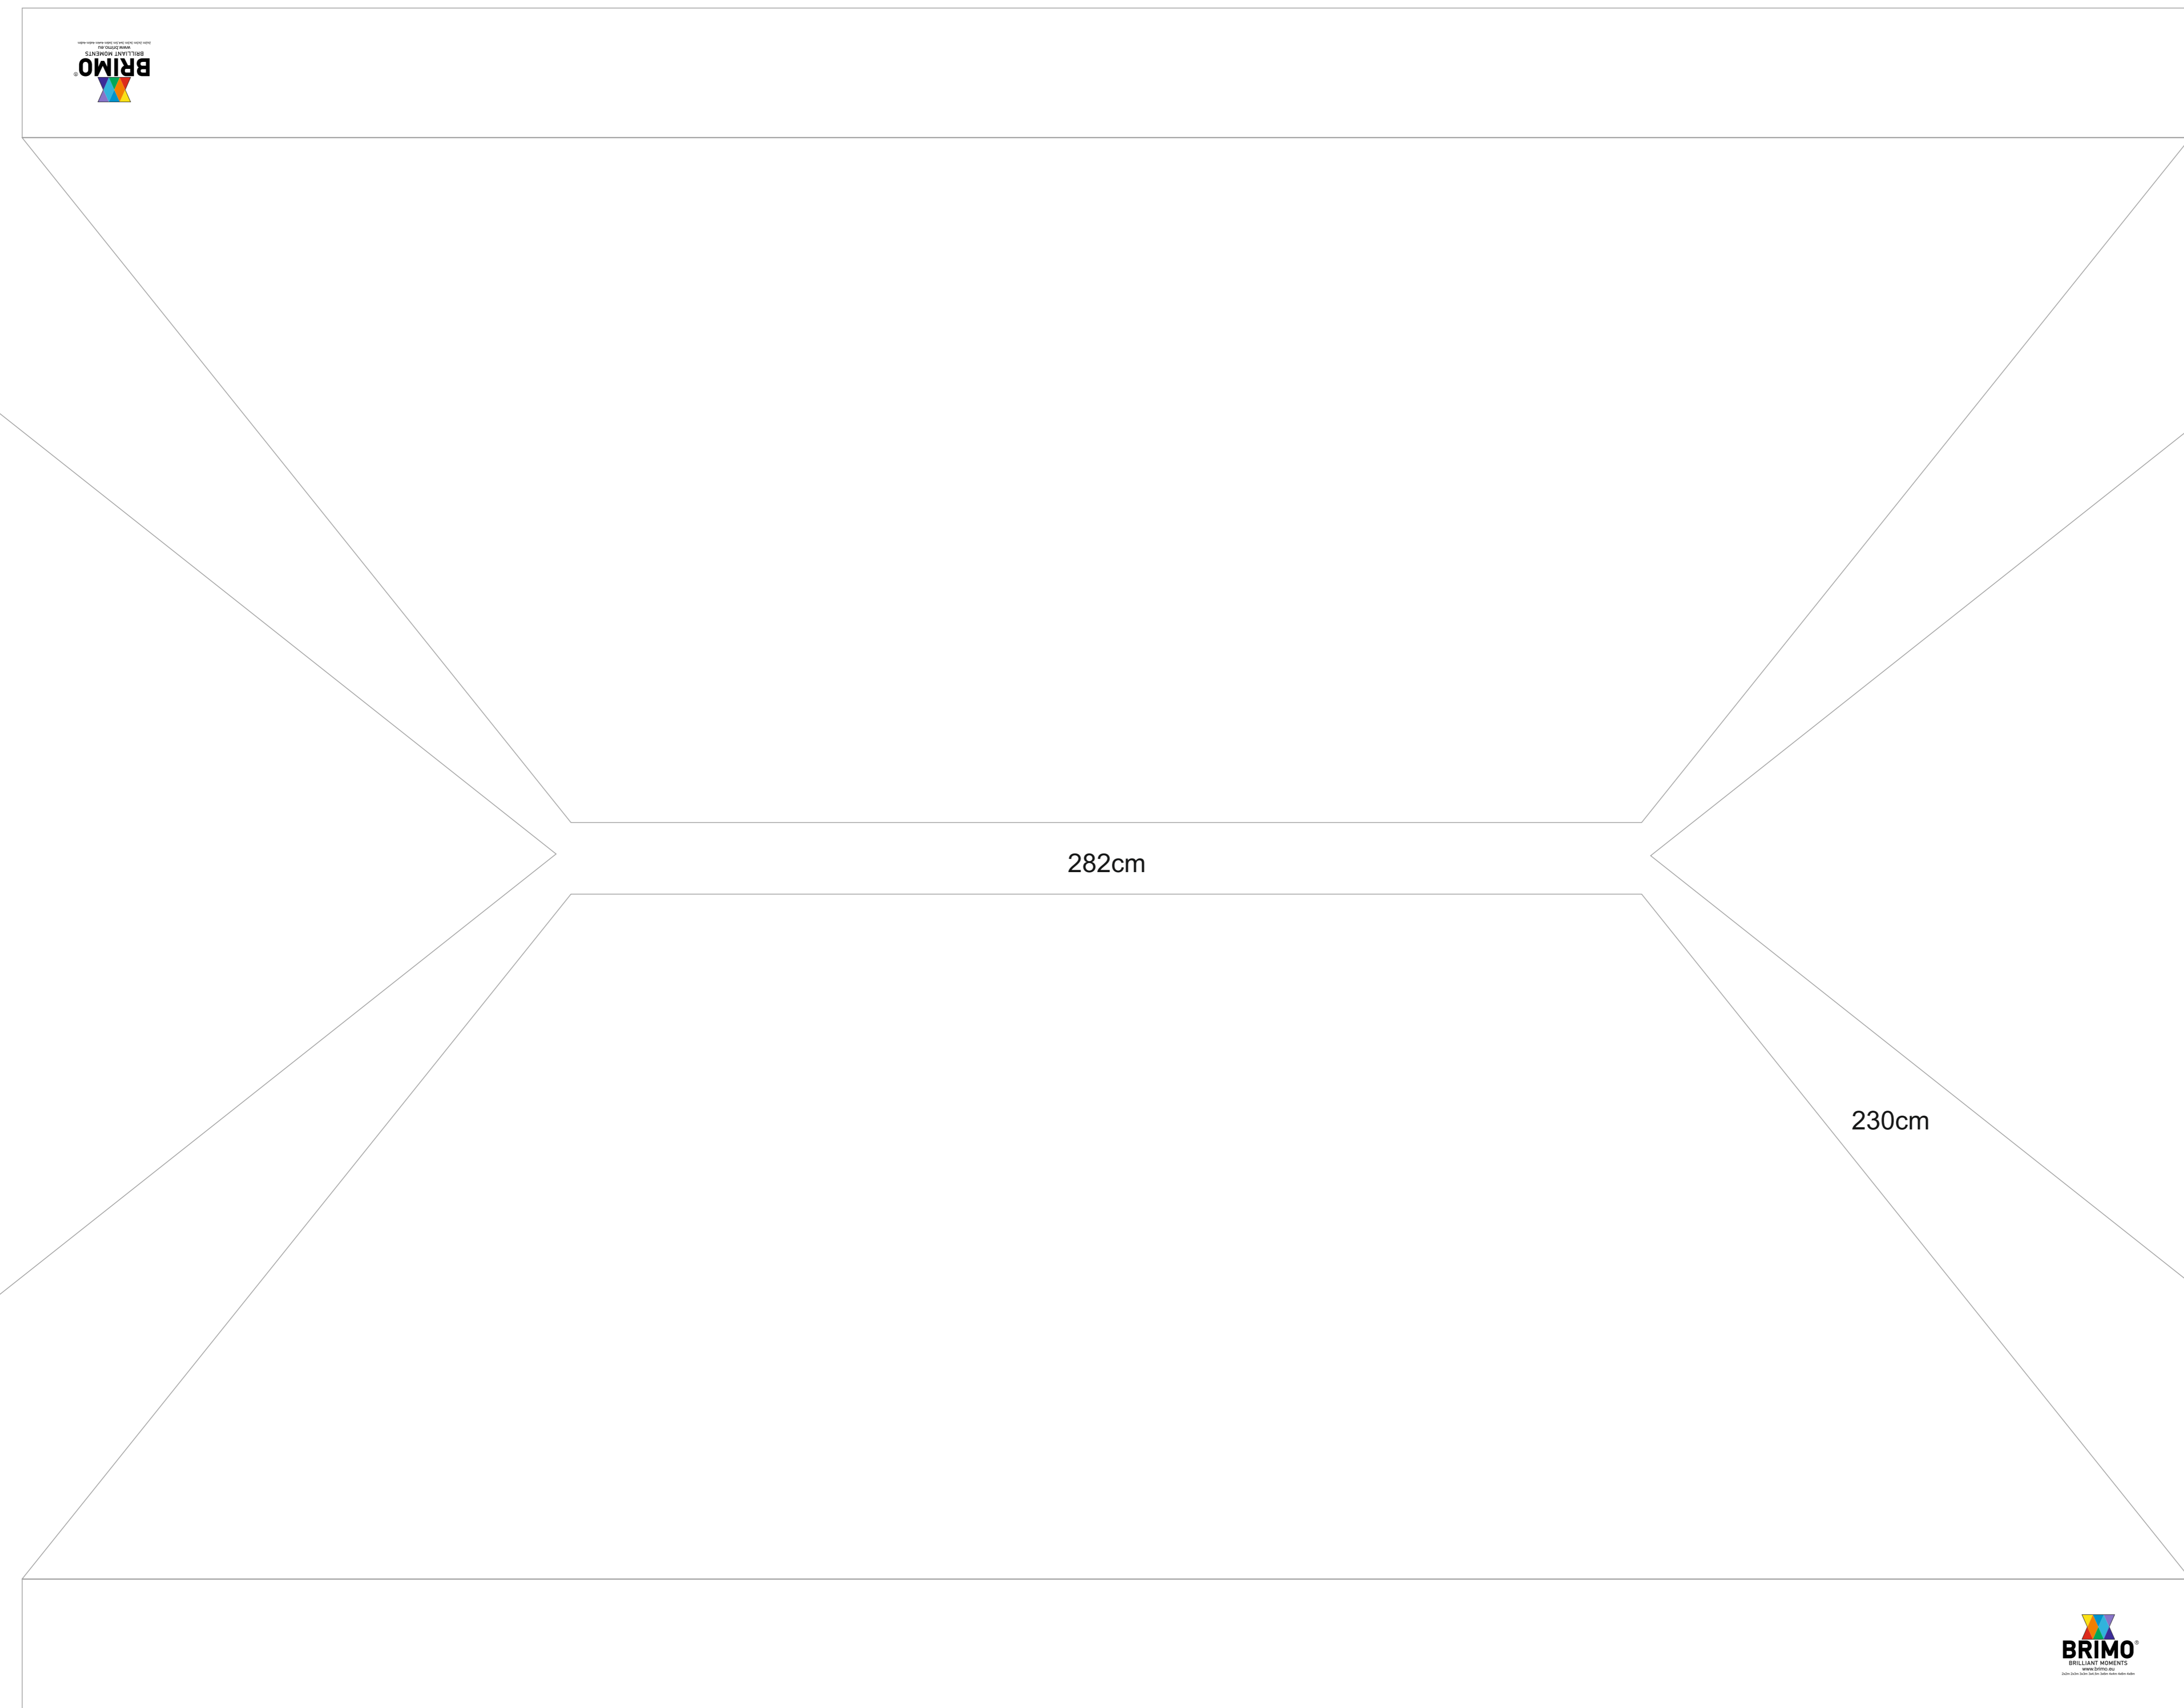 BRIMO®
BRILLIANT MOMENTS
www.brimo.eu
282cm
230cm
BRIMO®
BRILLIANT MOMENTS
www.brimo.eu